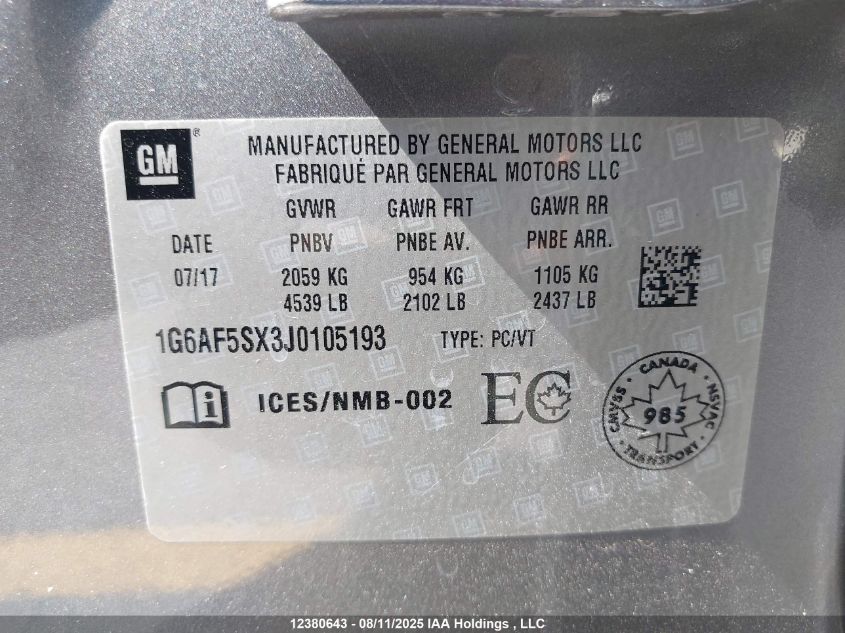 GM
®
MANUFACTURED BY GENERAL MOTORS LLC
FABRIQUÉ PAR GENERAL MOTORS LLC
GVWR GAWR FRT GAWR RR
DATE PNBV PNBE AV. PNBE ARR.
07/17 2059 KG 954 KG 1105 KG
4539 LB 2102 LB 2437 LB
1G6AF5SX3J0105193 TYPE: PC/VT
i ICES/NMB-002 EC
CANADA
CMVSS 985 NSVAC
TRANSPORT
12380643 - 08/11/2025 IAA Holdings , LLC